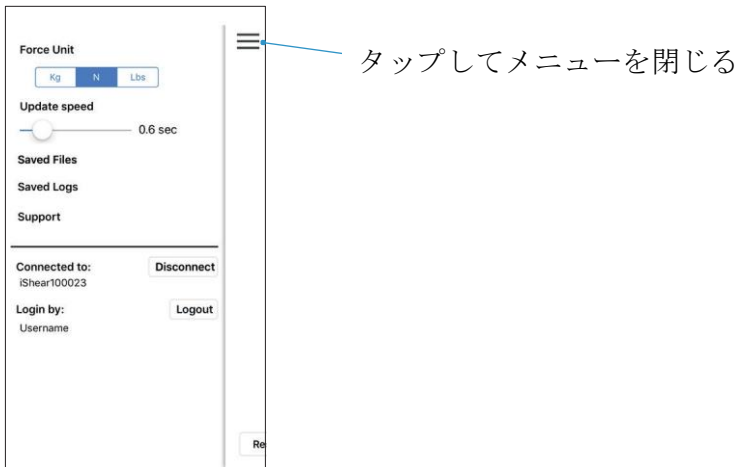 Force Unit
Kg N Lbs
Update speed
0.6 sec
Saved Files
Saved Logs
Support
Connected to: Disconnect
iShear100023
Login by: Logout
Username
Re
タップしてメニューを閉じる